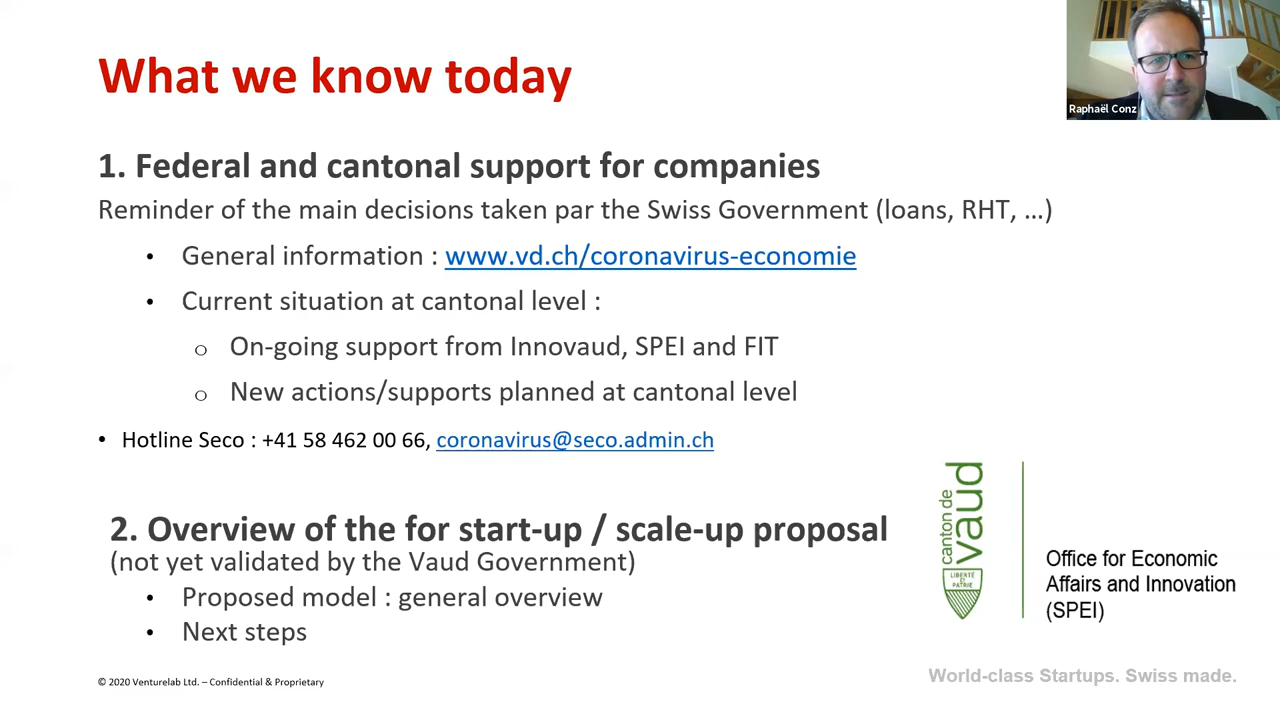 What we know today
Raphaël Conz
1. Federal and cantonal support for companies
Reminder of the main decisions taken par the Swiss Government (loans, RHT, ...)
• General information : www.vd.ch/coronavirus-economie
• Current situation at cantonal level :
o On-going support from Innovaud, SPEI and FIT
o New actions/supports planned at cantonal level
• Hotline Seco : +41 58 462 00 66, coronavirus@seco.admin.ch
2. Overview of the for start-up / scale-up proposal
(not yet validated by the Vaud Government)
• Proposed model : general overview
• Next steps
canton de
vaud
LIBERTÉ
ET
PATRIE
Office for Economic
Affairs and Innovation
(SPEI)
© 2020 Venturelab Ltd. – Confidential & Proprietary
World-class Startups. Swiss made.